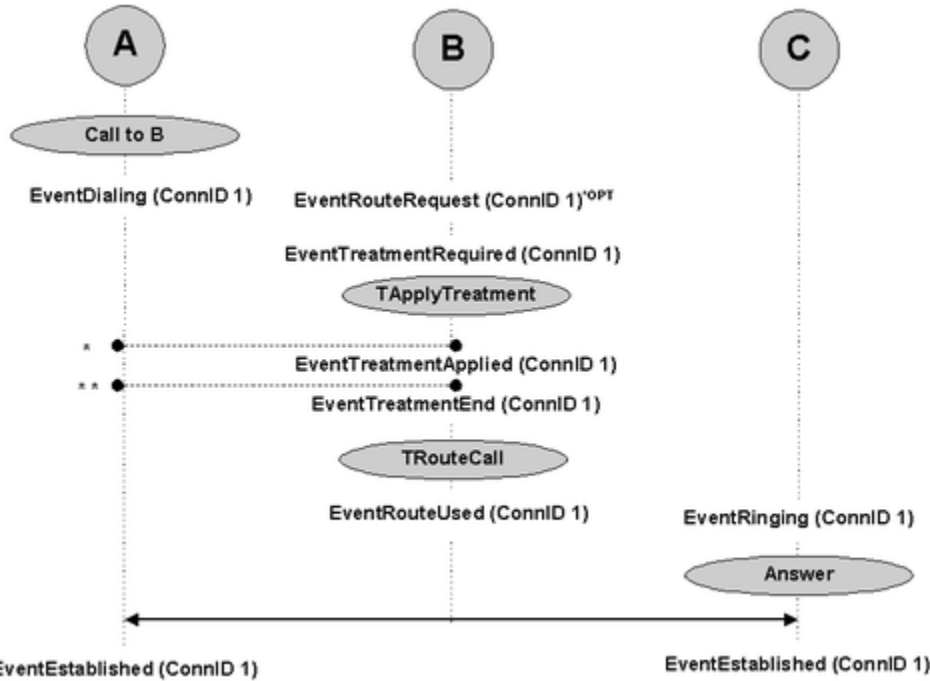 A
B
C
Call to B
EventDialing (ConnID 1)
EventRouteRequest (ConnID 1)*OPT
EventTreatmentRequired (ConnID 1)
TApplyTreatment
*
EventTreatmentApplied (ConnID 1)
**
EventTreatmentEnd (ConnID 1)
TRouteCall
EventRouteUsed (ConnID 1)
EventRinging (ConnID 1)
Answer
EventEstablished (ConnID 1)
EventEstablished (ConnID 1)